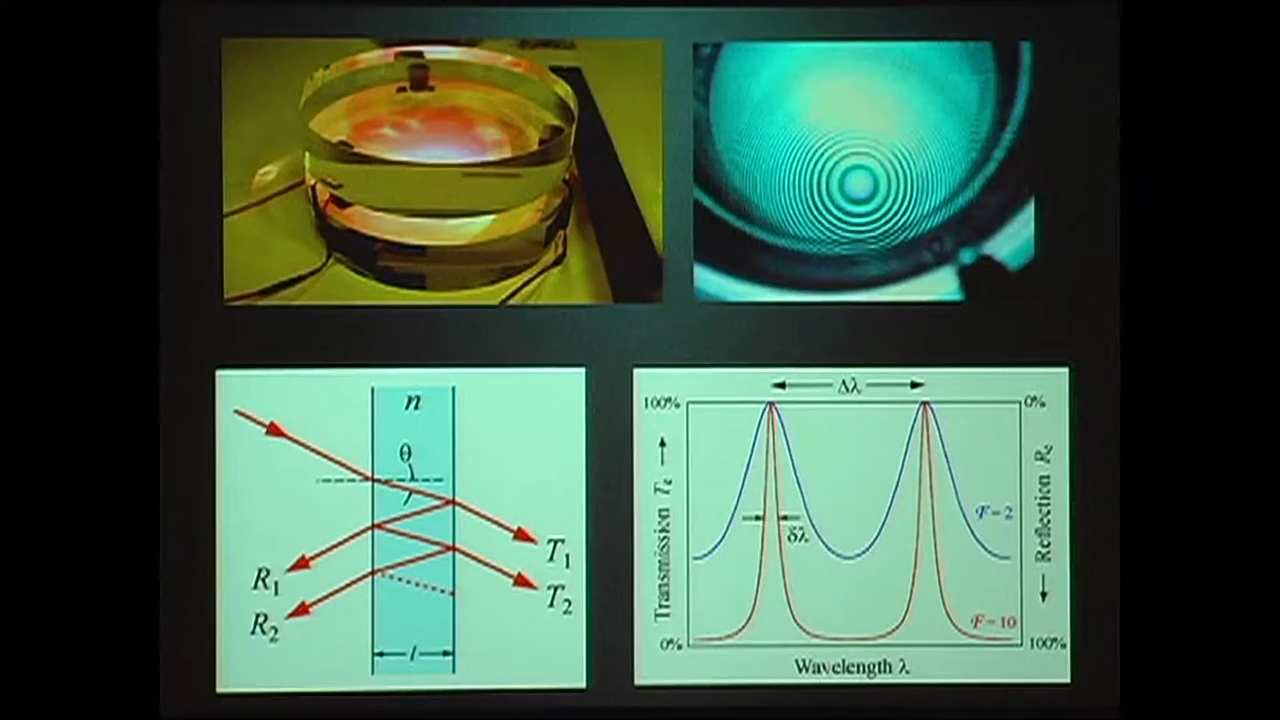 n
θ
T₁
R₁
T₂
R₂
l
Δλ
100%
0%
Transmission Tₑ
Reflection Rₑ
ℱ=2
δλ
ℱ=10
0%
100%
Wavelength λ